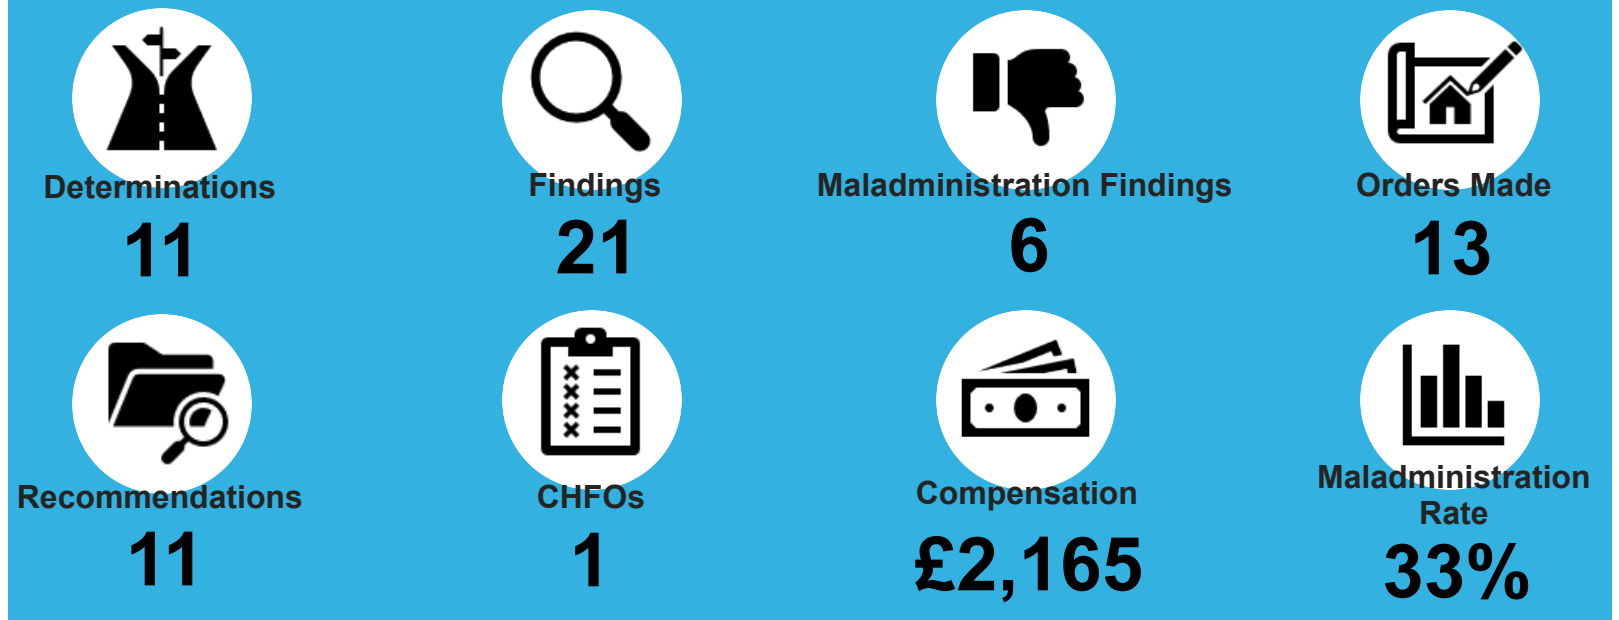 Determinations
11
Findings
21
Maladministration Findings
6
Orders Made
13
Recommendations
11
CHFOs
1
Compensation
£2,165
Maladministration
Rate
33%